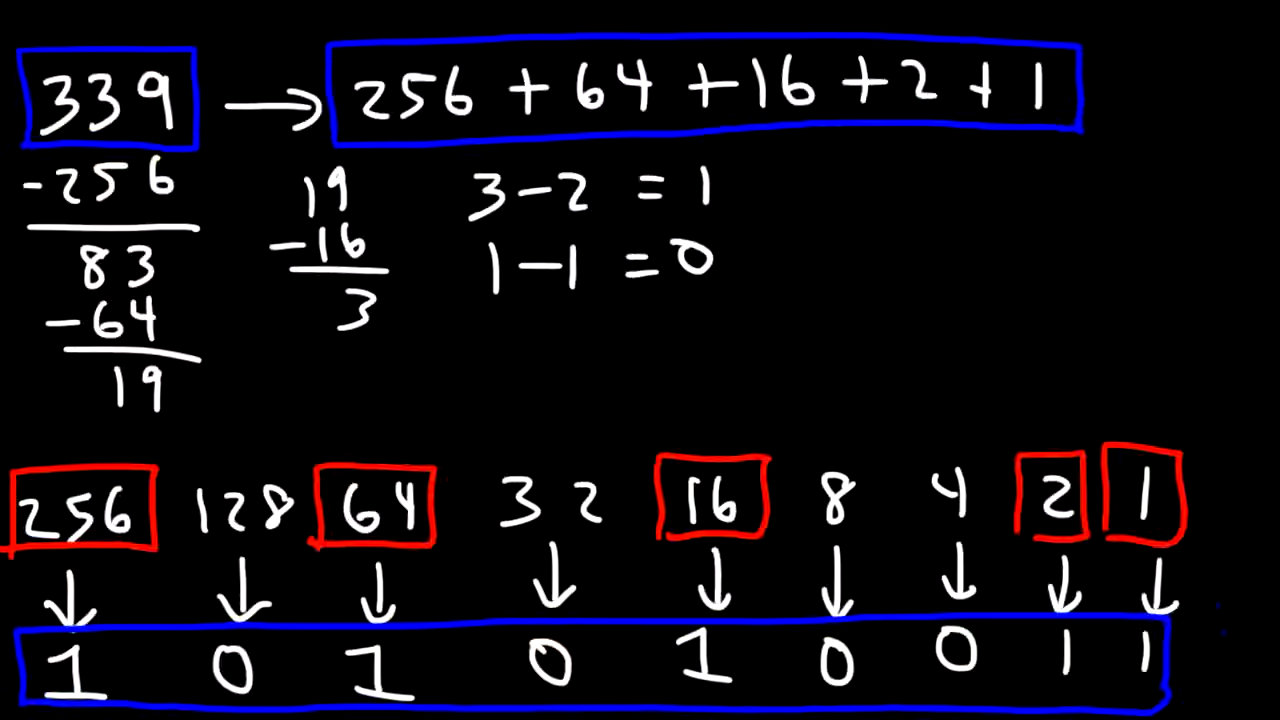 339 → 256 + 64 + 16 + 2 + 1
- 256
83
- 64
19
19
- 16
3
3 - 2 = 1
1 - 1 = 0
256 128 64 32 16 8 4 2 1
↓ ↓ ↓ ↓ ↓ ↓ ↓ ↓ ↓
1 0 1 0 1 0 0 1 1